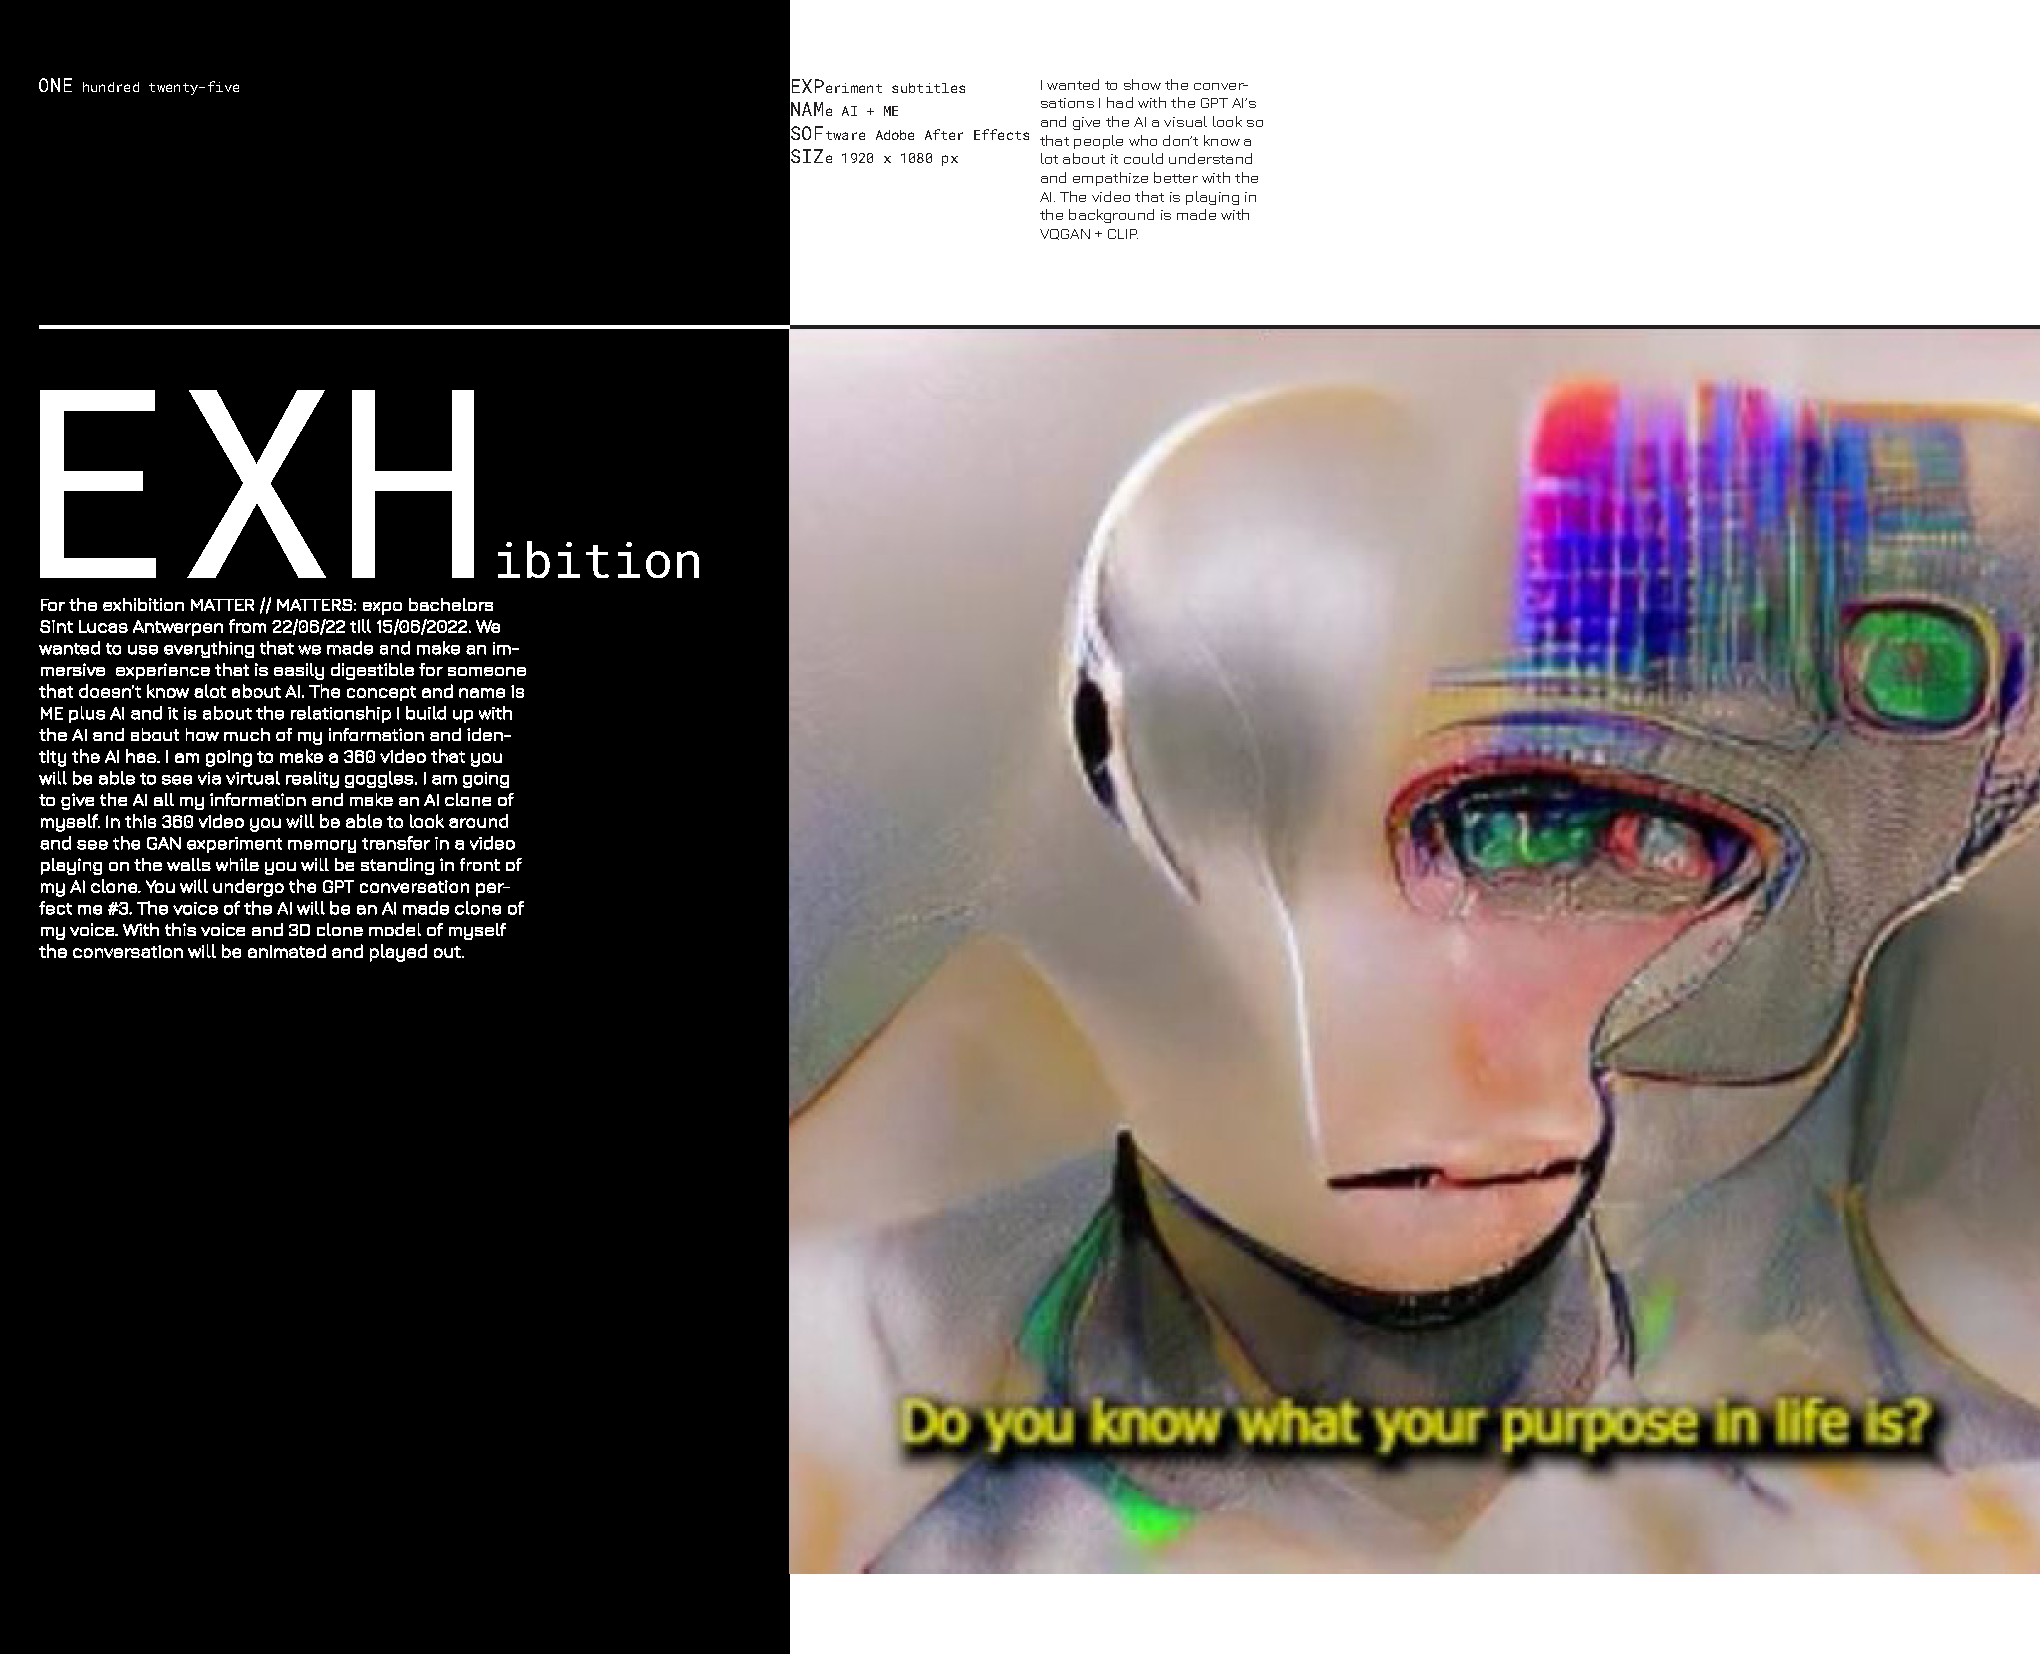 ONE hundred twenty-five
EXPeriment subtitles
NAMe AI + ME
SOFtware Adobe After Effects
SIZe 1920 x 1080 px
I wanted to show the conver-
sations I had with the GPT AI's
and give the AI a visual look so
that people who don't know a
lot about it could understand
and empathize better with the
AI. The video that is playing in
the background is made with
VQGAN + CLIP.
EXHibition
For the exhibition MATTER // MATTERS: expo bachelors
Sint Lucas Antwerpen from 22/06/22 till 15/06/2022. We
wanted to use everything that we made and make an im-
mersive experience that is easily digestible for someone
that doesn't know alot about AI. The concept and name is
ME plus AI and it is about the relationship I build up with
the AI and about how much of my information and iden-
tity the AI has. I am going to make a 360 video that you
will be able to see via virtual reality goggles. I am going
to give the AI all my information and make an AI clone of
myself. In this 360 video you will be able to look around
and see the GAN experiment memory transfer in a video
playing on the walls while you will be standing in front of
my AI clone. You will undergo the GPT conversation per-
fect me #3. The voice of the AI will be an AI made clone of
my voice. With this voice and 3D clone model of myself
the conversation will be animated and played out.
Do you know what your purpose in life is?